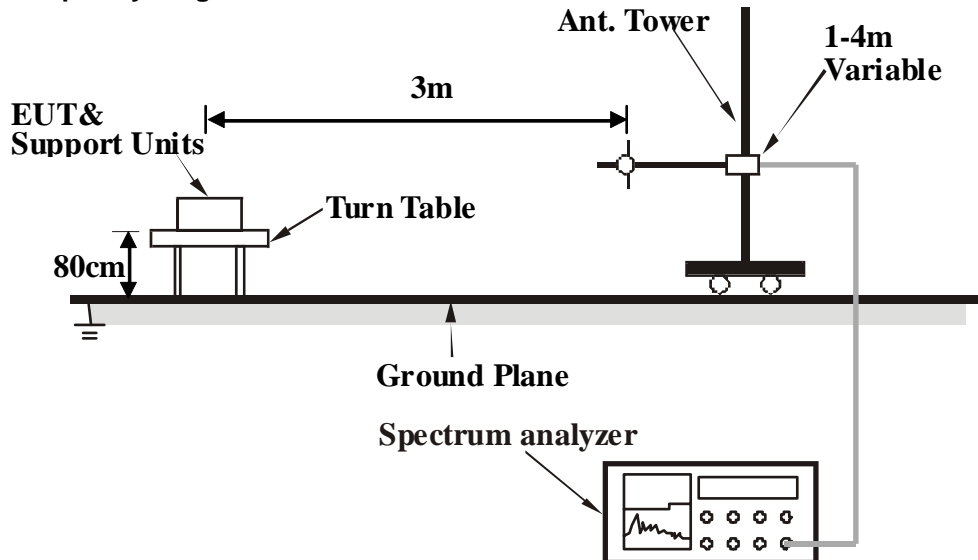 Ant. Tower
1-4m
Variable
3m
EUT&
Support Units
Turn Table
80cm
Ground Plane
Spectrum analyzer